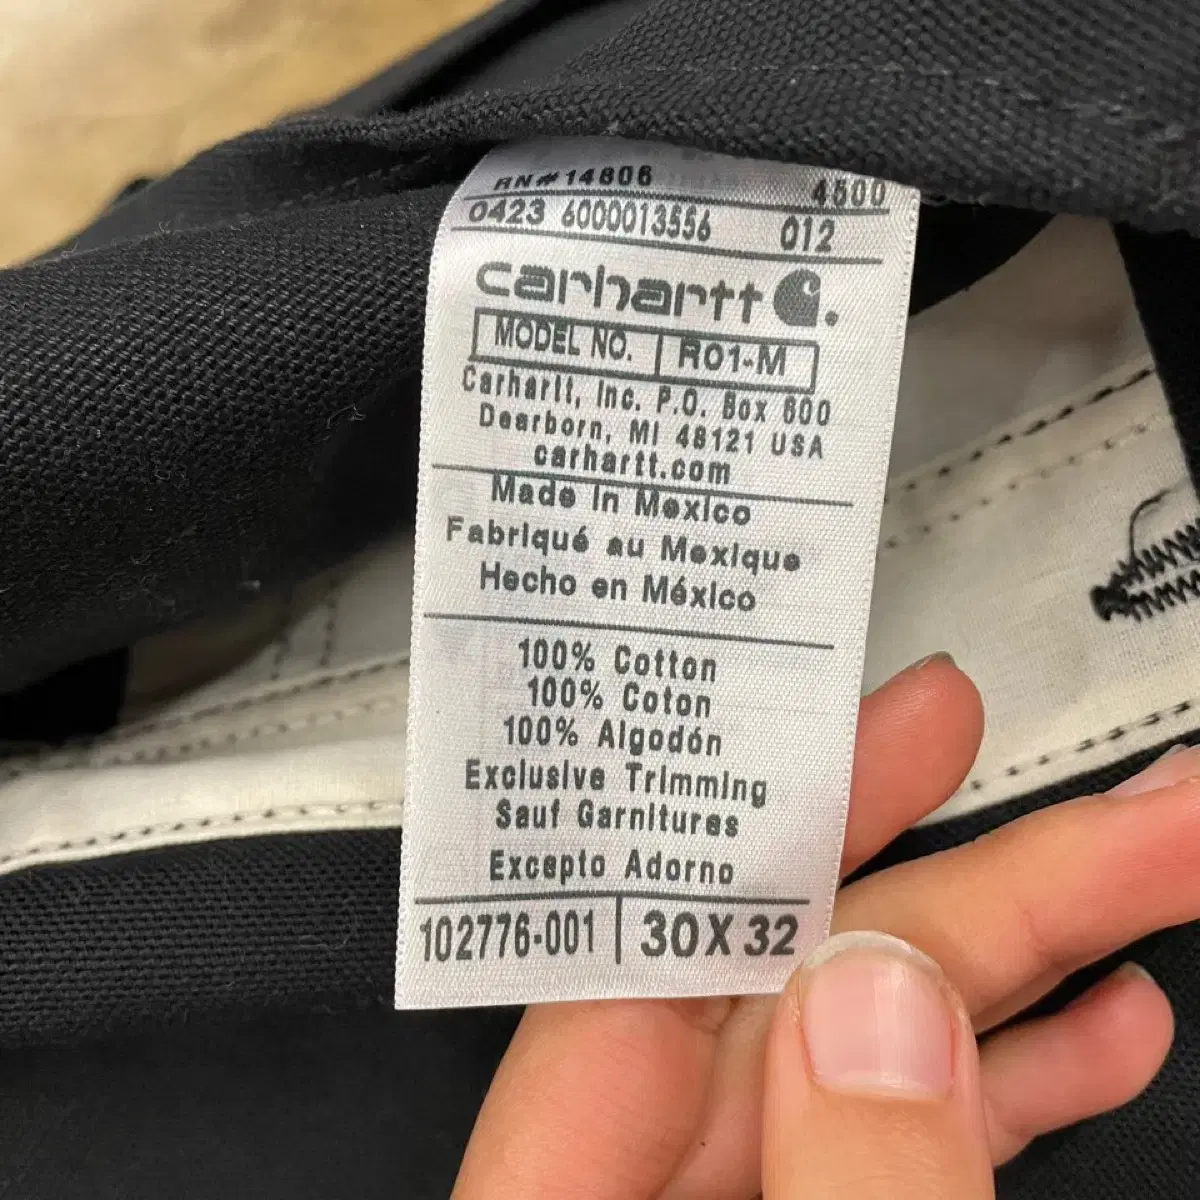 RN#14806 4500
0423 6000013556 012
carhartt
MODEL NO. R01-M
Carhartt, Inc. P.O. Box 600
Dearborn, MI 48121 USA
carhartt.com
Made in Mexico
Fabriqué au Mexique
Hecho en México
100% Cotton
100% Coton
100% Algodón
Exclusive Trimming
Sauf Garnitures
Excepto Adorno
102776-001 30 X 32